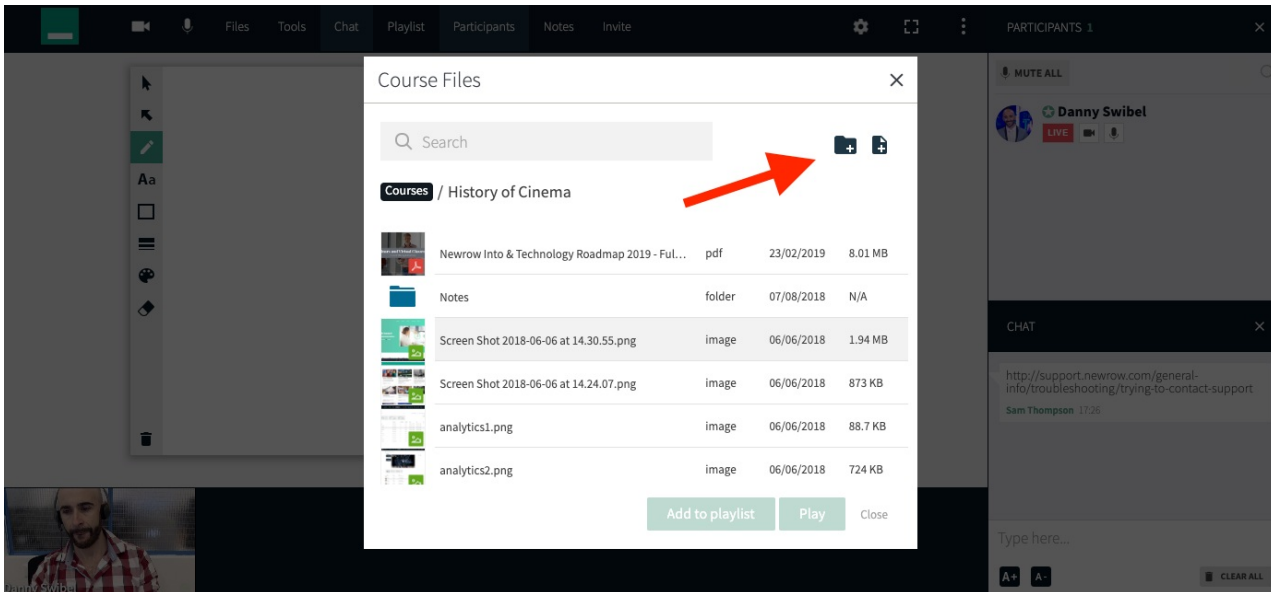 Files Tools Chat Playlist Participants Notes Invite
PARTICIPANTS 1
MUTE ALL
Danny Swibel
LIVE
Course Files
Search
Courses / History of Cinema
Newrow Into & Technology Roadmap 2019 - Ful... pdf 23/02/2019 8.01 MB
Notes folder 07/08/2018 N/A
Screen Shot 2018-06-06 at 14.30.55.png image 06/06/2018 1.94 MB
Screen Shot 2018-06-06 at 14.24.07.png image 06/06/2018 873 KB
analytics1.png image 06/06/2018 88.7 KB
analytics2.png image 06/06/2018 724 KB
Add to playlist Play Close
Aa
Danny Swibel
CHAT
http://support.newrow.com/general-
info/troubleshooting/trying-to-contact-support
Sam Thompson 17:26
Type here...
A+ A- CLEAR ALL